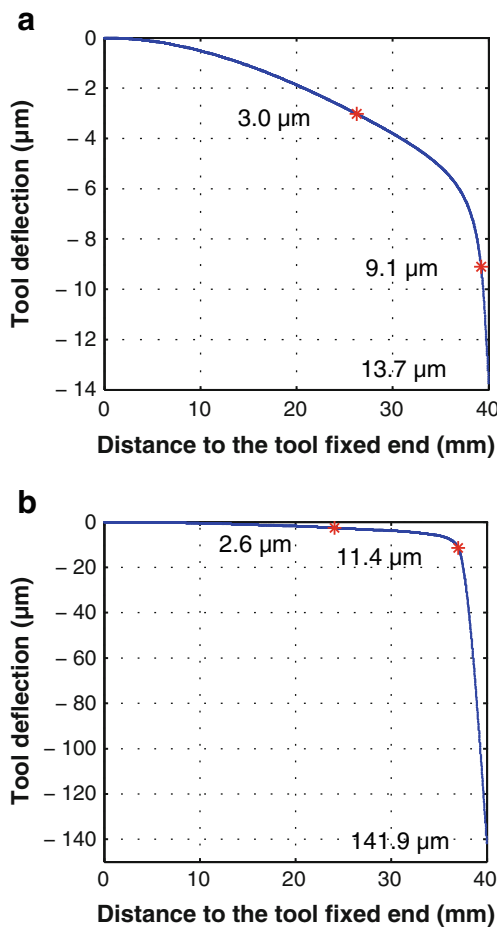 a
0
− 2
− 4
− 6
− 8
− 10
− 12
− 14
Tool deflection (µm)
3.0 µm
9.1 µm
13.7 µm
0 10 20 30 40
Distance to the tool fixed end (mm)
b
0
− 20
− 40
− 60
− 80
− 100
− 120
− 140
Tool deflection (µm)
2.6 µm
11.4 µm
141.9 µm
0 10 20 30 40
Distance to the tool fixed end (mm)